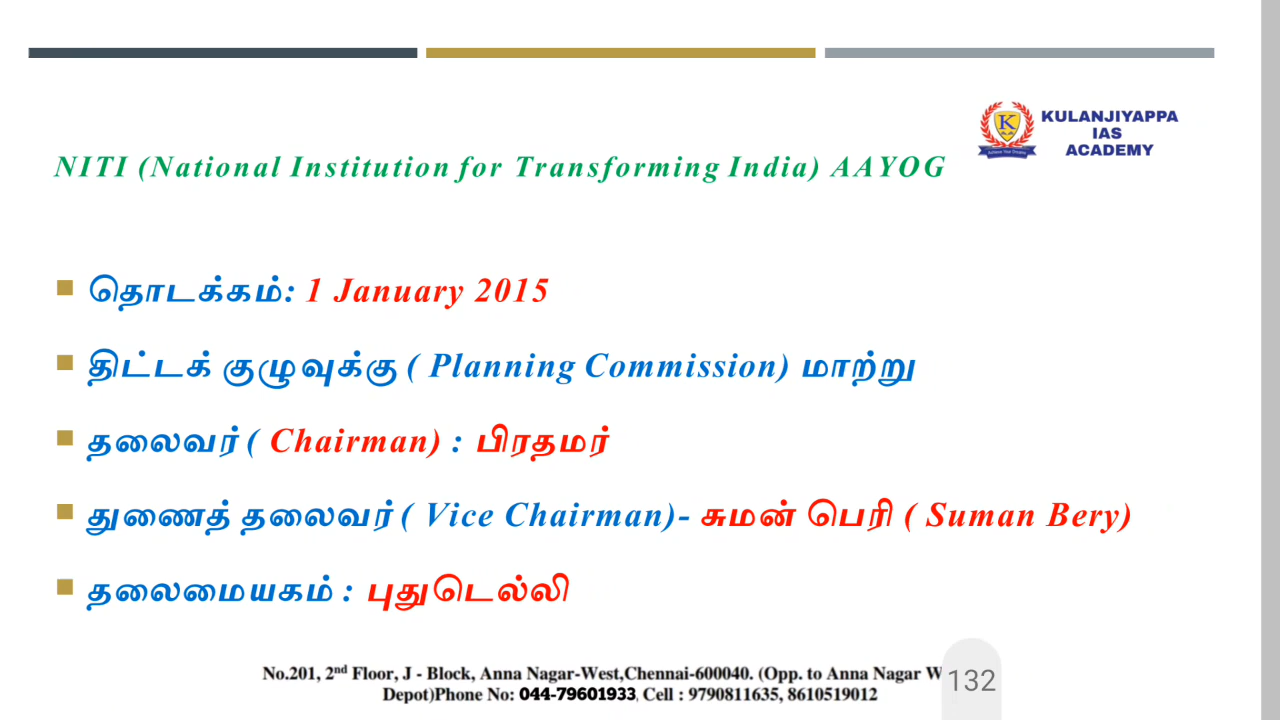 KULANJIYAPPA
IAS
ACADEMY
NITI (National Institution for Transforming India) AAYOG
தொடக்கம்: 1 January 2015
திட்டக் குழுவுக்கு ( Planning Commission) மாற்று
தலைவர் ( Chairman) : பிரதமர்
துணைத் தலைவர் ( Vice Chairman)- சுமன் பெரி ( Suman Bery)
தலைமையகம் : புதுடெல்லி
No.201, 2nd Floor, J - Block, Anna Nagar-West,Chennai-600040. (Opp. to Anna Nagar W
Depot)Phone No: 044-79601933, Cell : 9790811635, 8610519012
132